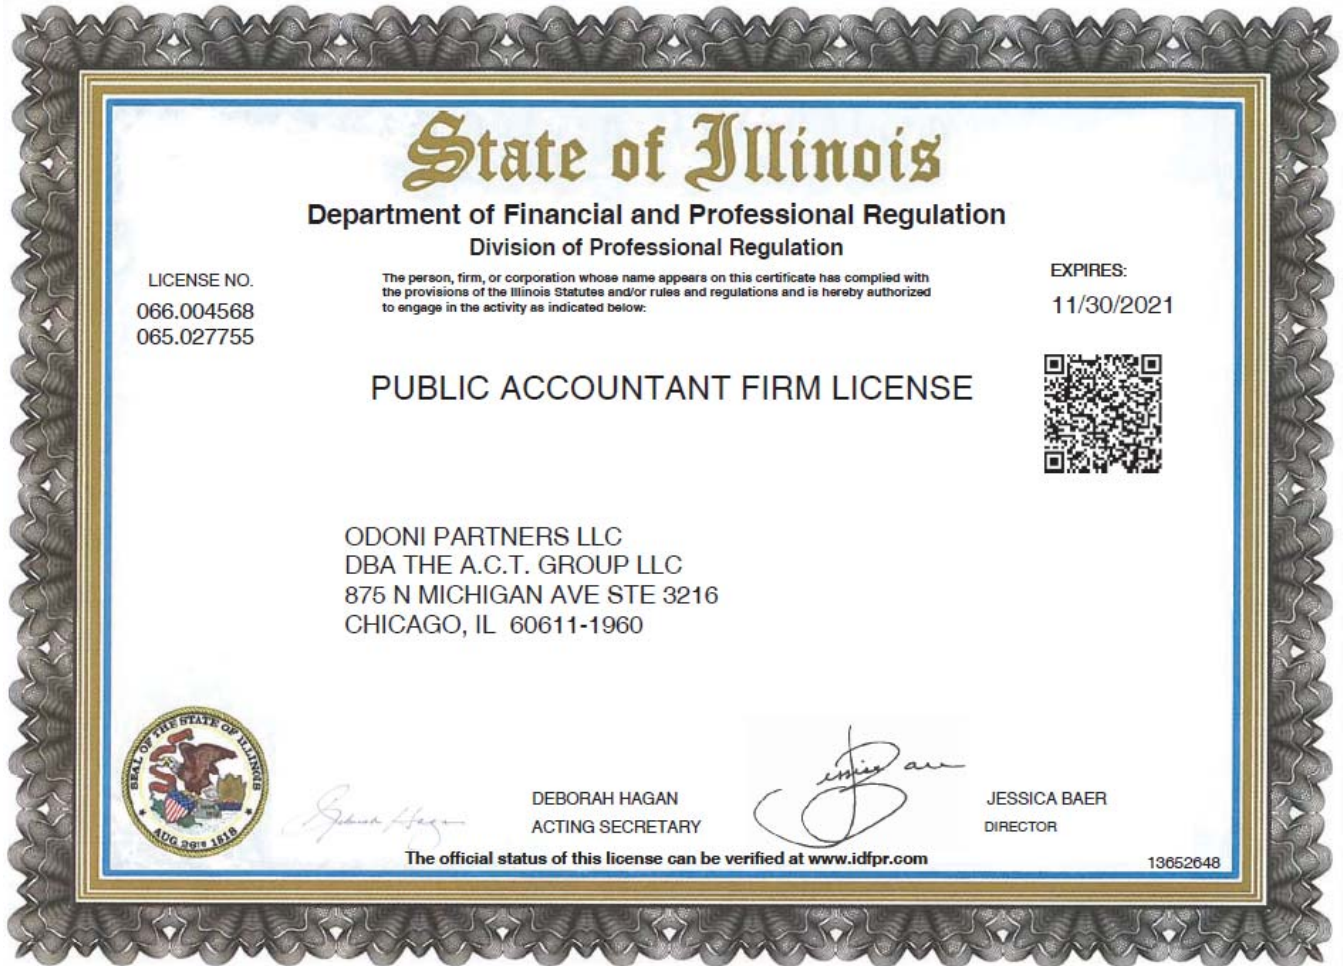 State of Illinois
Department of Financial and Professional Regulation
Division of Professional Regulation
LICENSE NO.
066.004568
065.027755
The person, firm, or corporation whose name appears on this certificate has complied with
the provisions of the Illinois Statutes and/or rules and regulations and is hereby authorized
to engage in the activity as indicated below:
EXPIRES:
11/30/2021
PUBLIC ACCOUNTANT FIRM LICENSE
ODONI PARTNERS LLC
DBA THE A.C.T. GROUP LLC
875 N MICHIGAN AVE STE 3216
CHICAGO, IL 60611-1960
SEAL OF THE STATE OF ILLINOIS
AUG. 26TH 1818
Deborah Hagan
DEBORAH HAGAN
ACTING SECRETARY
JESSICA BAER
DIRECTOR
The official status of this license can be verified at www.idfpr.com
13652648